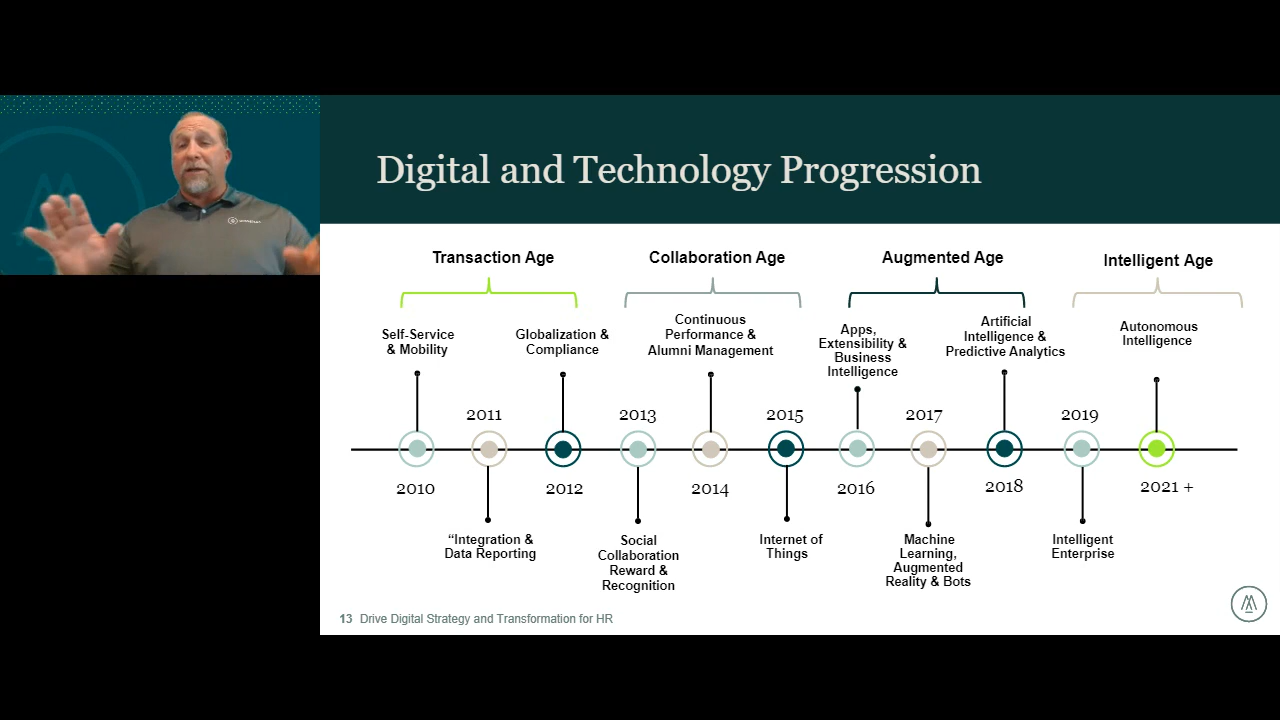 Digital and Technology Progression
Transaction Age
Collaboration Age
Augmented Age
Intelligent Age
Self-Service
& Mobility
Globalization &
Compliance
Continuous
Performance &
Alumni Management
Apps,
Extensibility &
Business
Intelligence
Artificial
Intelligence &
Predictive Analytics
Autonomous
Intelligence
2011
2013
2015
2017
2019
2010
2012
2014
2016
2018
2021 +
“Integration &
Data Reporting
Social
Collaboration
Reward &
Recognition
Internet of
Things
Machine
Learning,
Augmented
Reality & Bots
Intelligent
Enterprise
13 Drive Digital Strategy and Transformation for HR